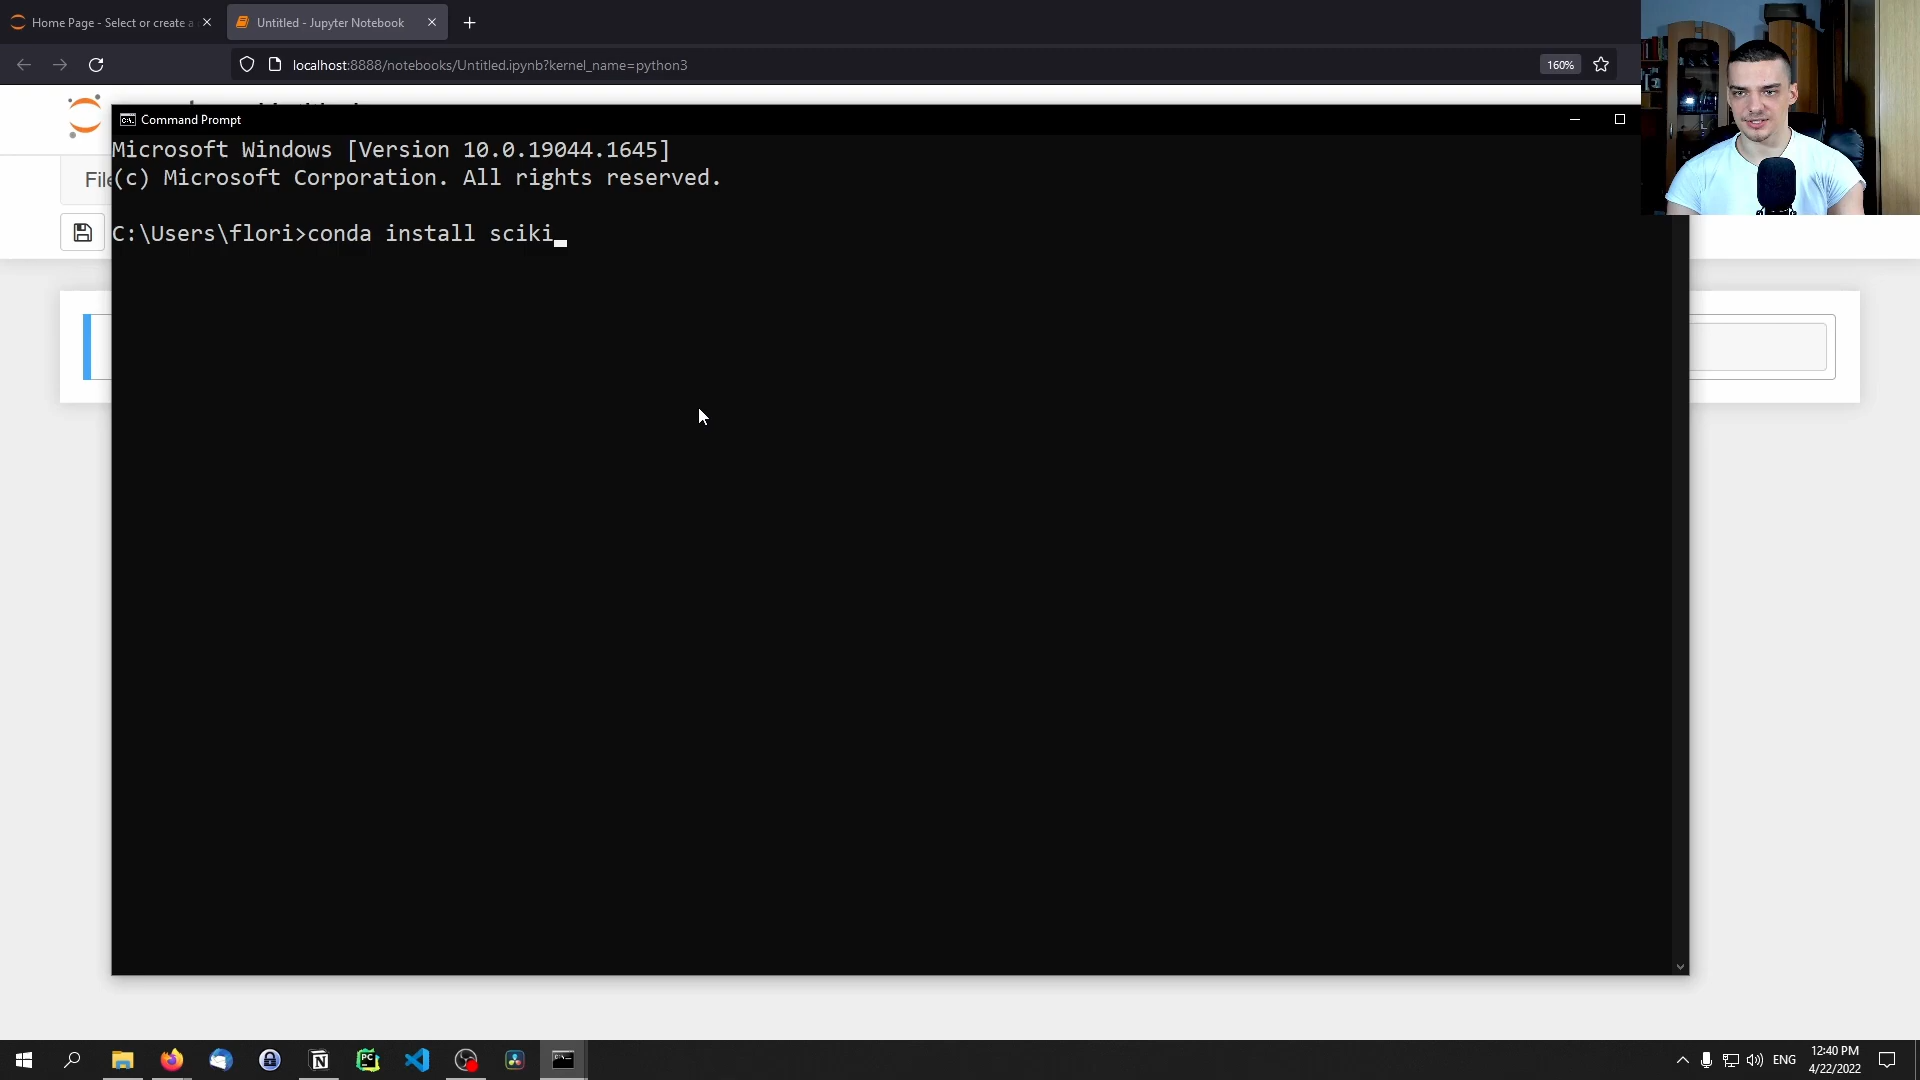 Home Page - Select or create a
Untitled - Jupyter Notebook
localhost:8888/notebooks/Untitled.ipynb?kernel_name=python3
160%
Command Prompt
Microsoft Windows [Version 10.0.19044.1645]
(c) Microsoft Corporation. All rights reserved.
File
C:\Users\flori>conda install sciki
ENG
12:40 PM
4/22/2022